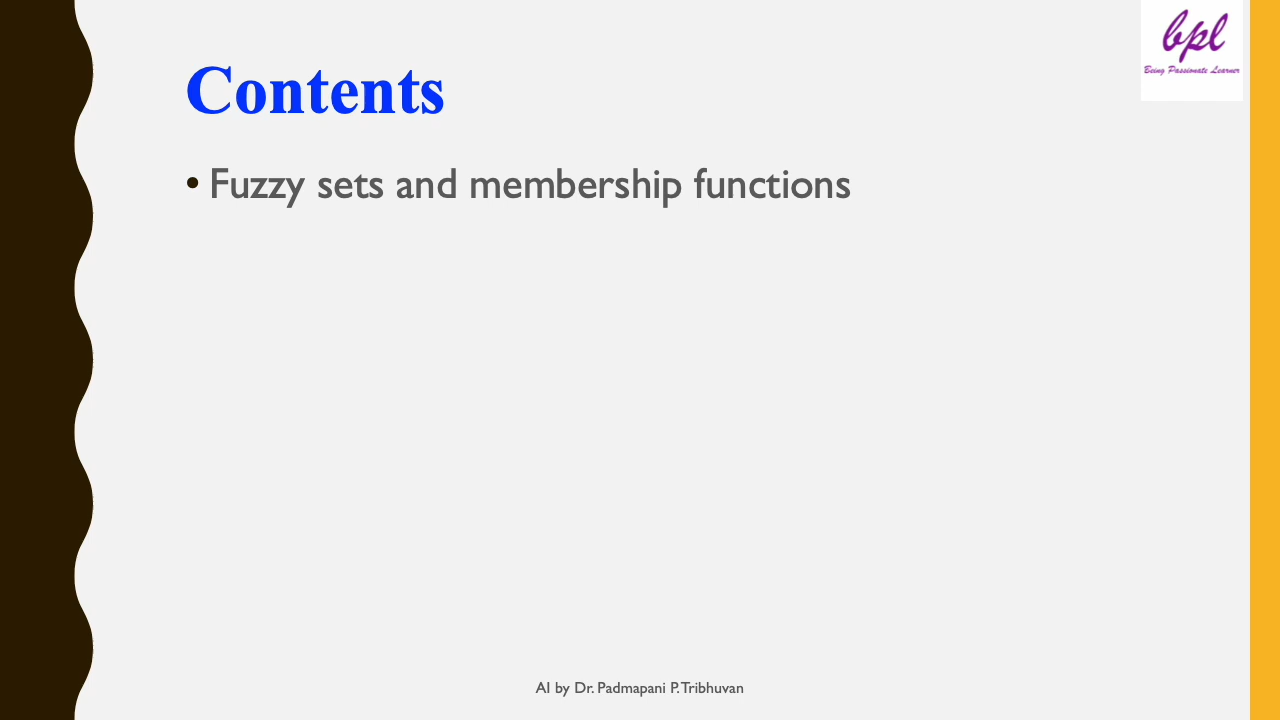 bpl
Being Passionate Learner
Contents
• Fuzzy sets and membership functions
AI by Dr. Padmapani P. Tribhuvan